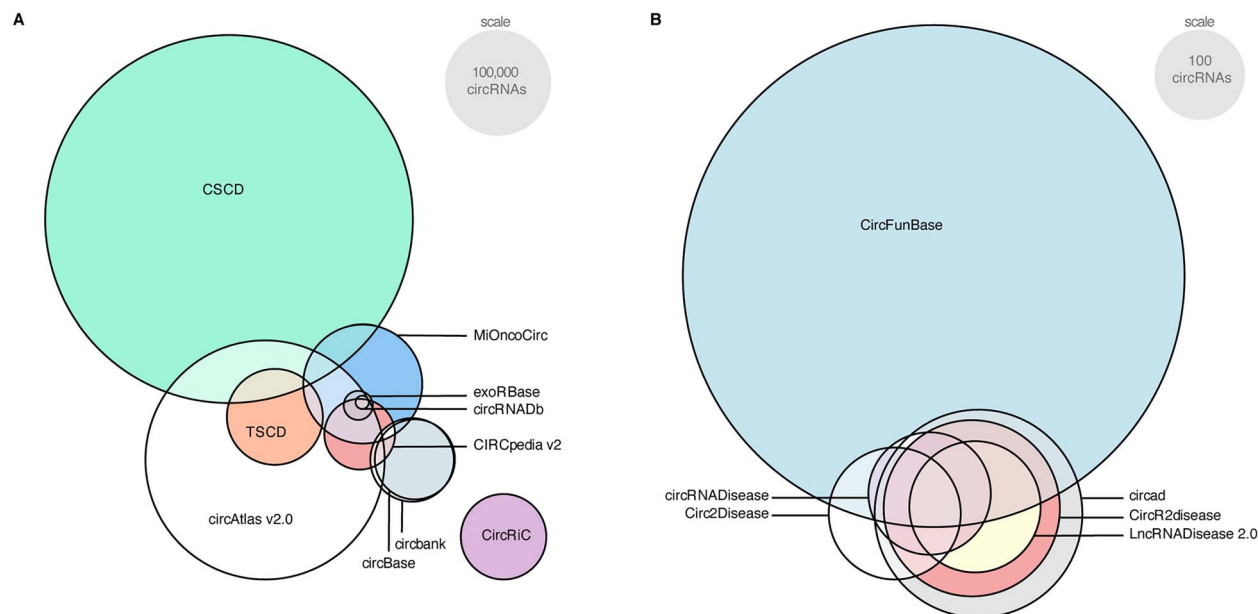 A
scale
100,000
circRNAs
CSCD
MiOncoCirc
exoRBase
circRNADb
CIRCpedia v2
TSCD
circAtlas v2.0
circbank
circBase
CircRiC
B
scale
100
circRNAs
CircFunBase
circRNADisease
Circ2Disease
circad
CircR2disease
LncRNADisease 2.0